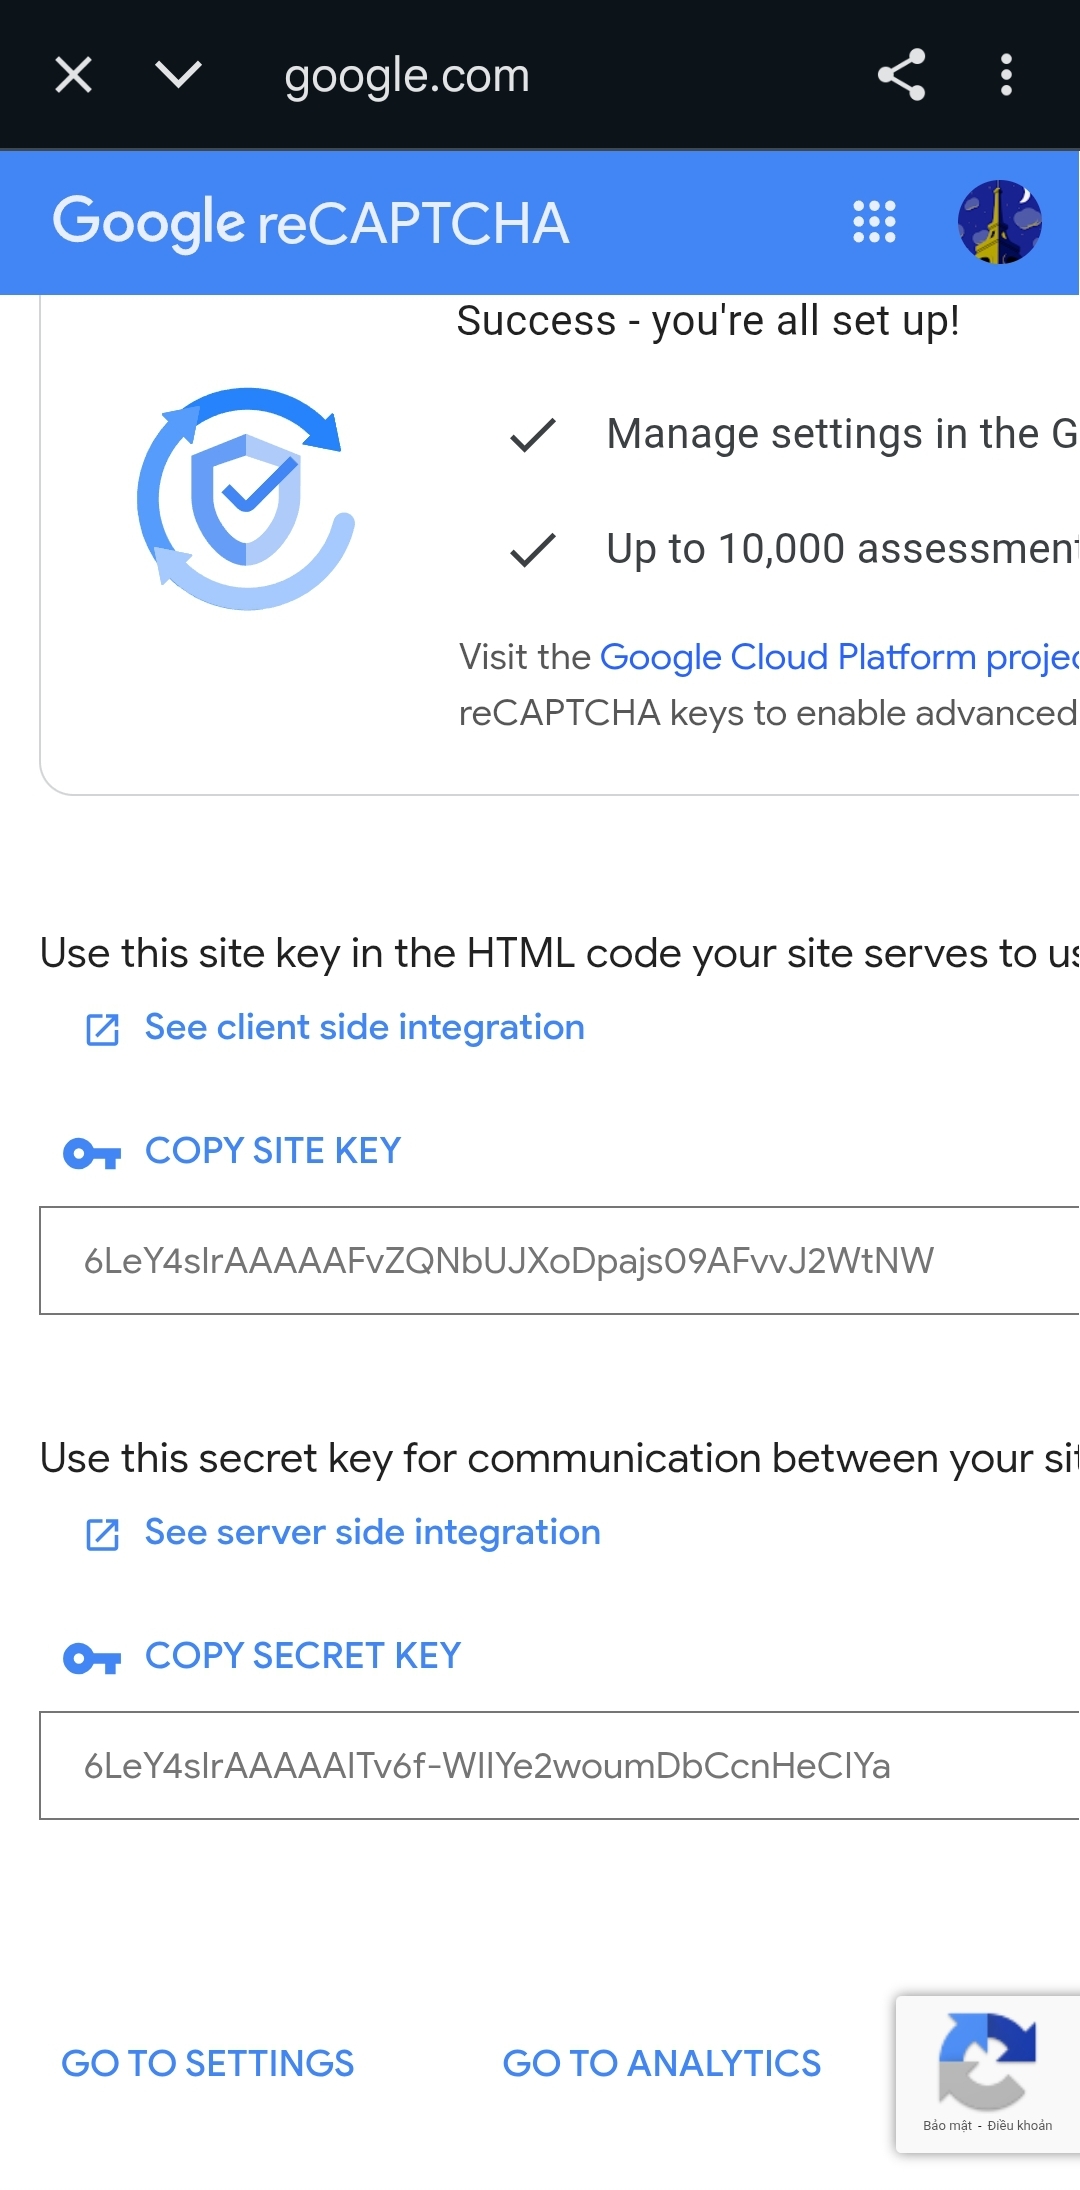 google.com
Google reCAPTCHA
Success - you're all set up!
Manage settings in the G
Up to 10,000 assessment
Visit the Google Cloud Platform projec
reCAPTCHA keys to enable advanced
Use this site key in the HTML code your site serves to us
See client side integration
COPY SITE KEY
6LeY4sIrAAAAAFvZQNbUJXoDpajs09AFvvJ2WtNW
Use this secret key for communication between your sit
See server side integration
COPY SECRET KEY
6LeY4sIrAAAAAITv6f-WIIYe2woumDbCcnHeClYa
GO TO SETTINGS
GO TO ANALYTICS
Bảo mật - Điều khoản